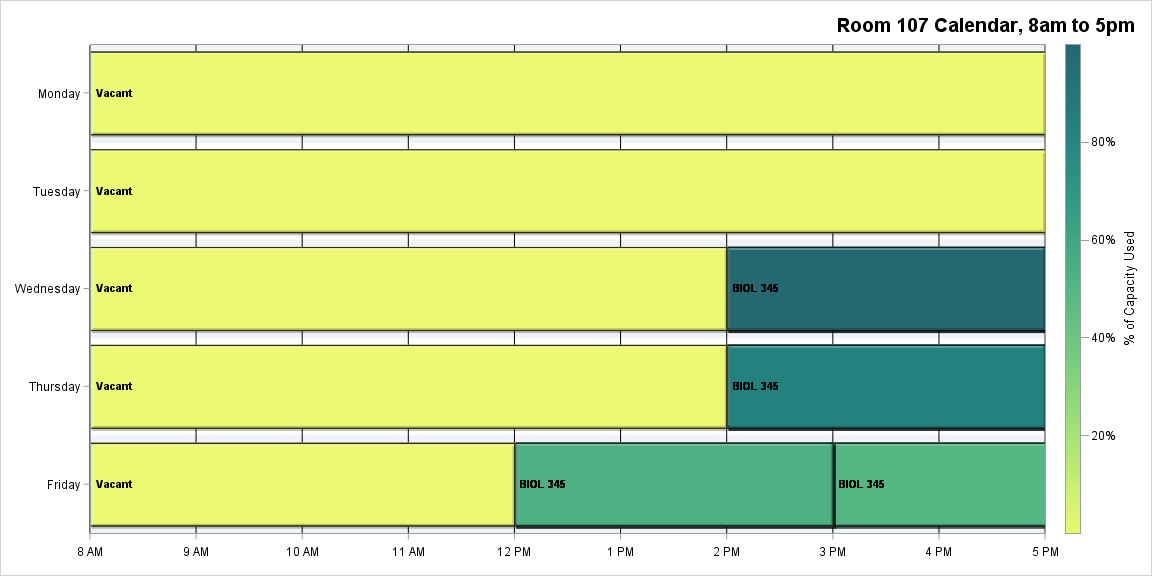 Room 107 Calendar, 8am to 5pm
Monday
Vacant
Tuesday
Vacant
Wednesday
Vacant
BIOL 345
Thursday
Vacant
BIOL 345
Friday
Vacant
BIOL 345
BIOL 345
8 AM
9 AM
10 AM
11 AM
12 PM
1 PM
2 PM
3 PM
4 PM
5 PM
80%
60%
40%
20%
% of Capacity Used